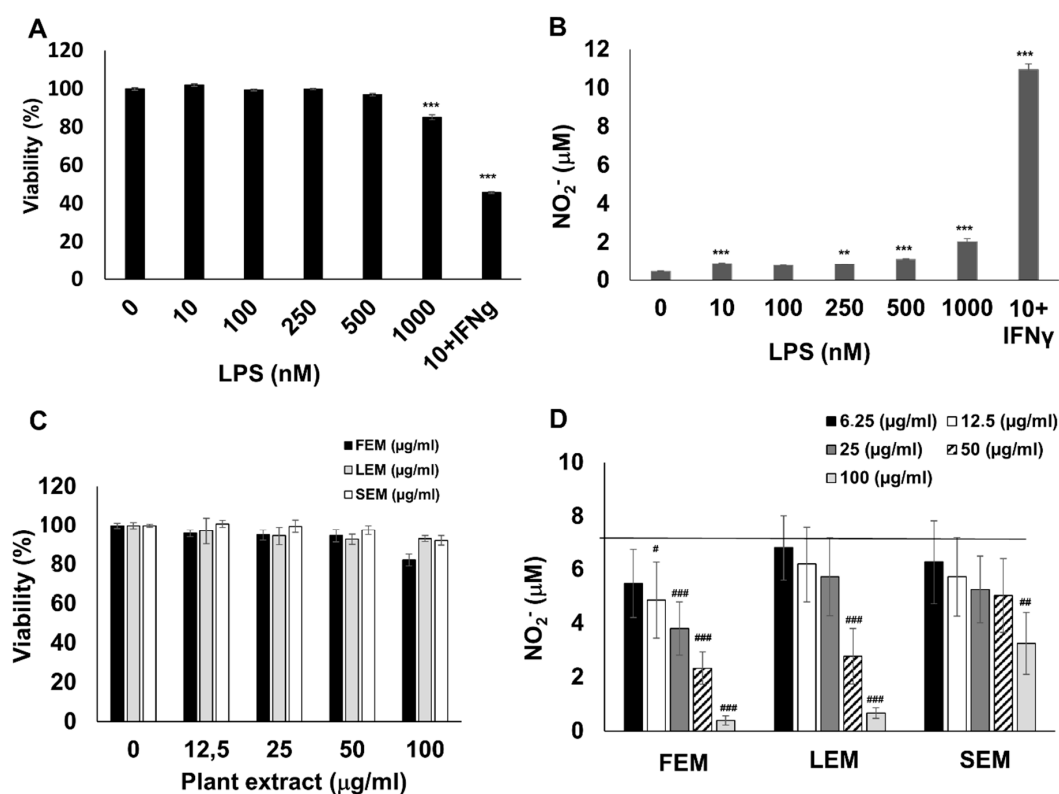 A
120
100
80
60
40
20
0
Viability (%)
***
***
0
10
100
250
500
1000
10+IFNg
LPS (nM)
B
12
10
8
6
4
2
0
NO2- (μM)
***
**
***
***
***
0
10
100
250
500
1000
10+
IFNγ
LPS (nM)
C
FEM (μg/ml)
LEM (μg/ml)
SEM (μg/ml)
120
100
80
60
40
20
0
Viability (%)
0
12,5
25
50
100
Plant extract (μg/ml)
D
6.25 (μg/ml)
12.5 (μg/ml)
25 (μg/ml)
50 (μg/ml)
100 (μg/ml)
10
8
6
4
2
0
NO2- (μM)
#
###
###
###
###
###
##
FEM
LEM
SEM